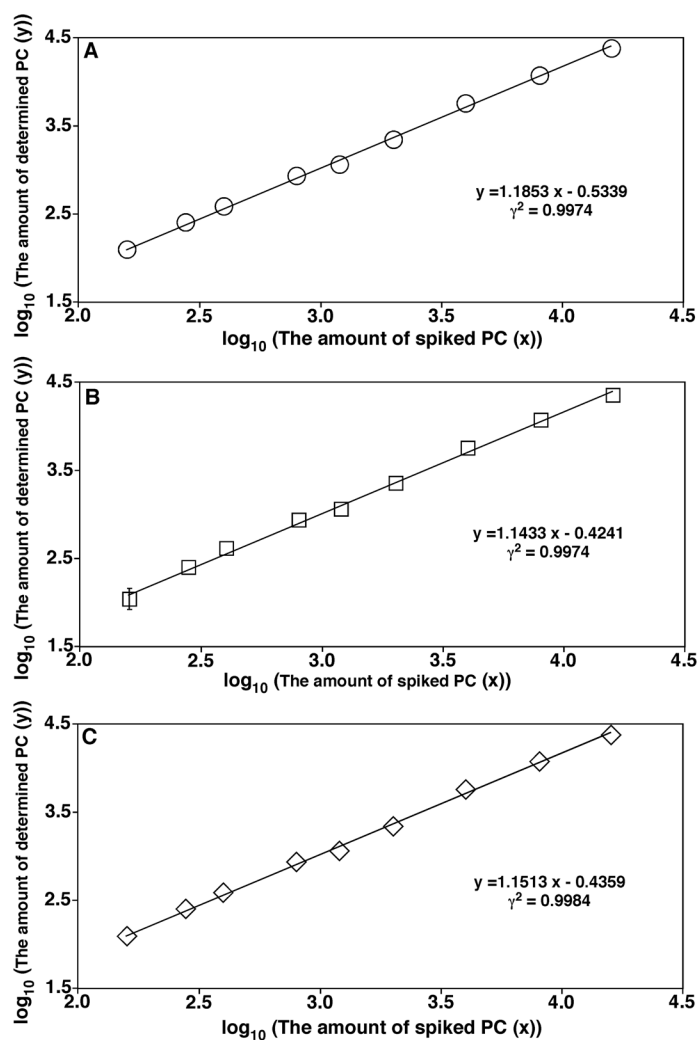 A
log10 (The amount of determined PC (y))
4.5
3.5
2.5
1.5
y =1.1853 x - 0.5339
γ² = 0.9974
2.0 2.5 3.0 3.5 4.0 4.5
log10 (The amount of spiked PC (x))
B
log10 (The amount of determined PC (y))
4.5
3.5
2.5
1.5
y =1.1433 x - 0.4241
γ² = 0.9974
2.0 2.5 3.0 3.5 4.0 4.5
log10 (The amount of spiked PC (x))
C
log10 (The amount of determined PC (y))
4.5
3.5
2.5
1.5
y =1.1513 x - 0.4359
γ² = 0.9984
2.0 2.5 3.0 3.5 4.0 4.5
log10 (The amount of spiked PC (x))